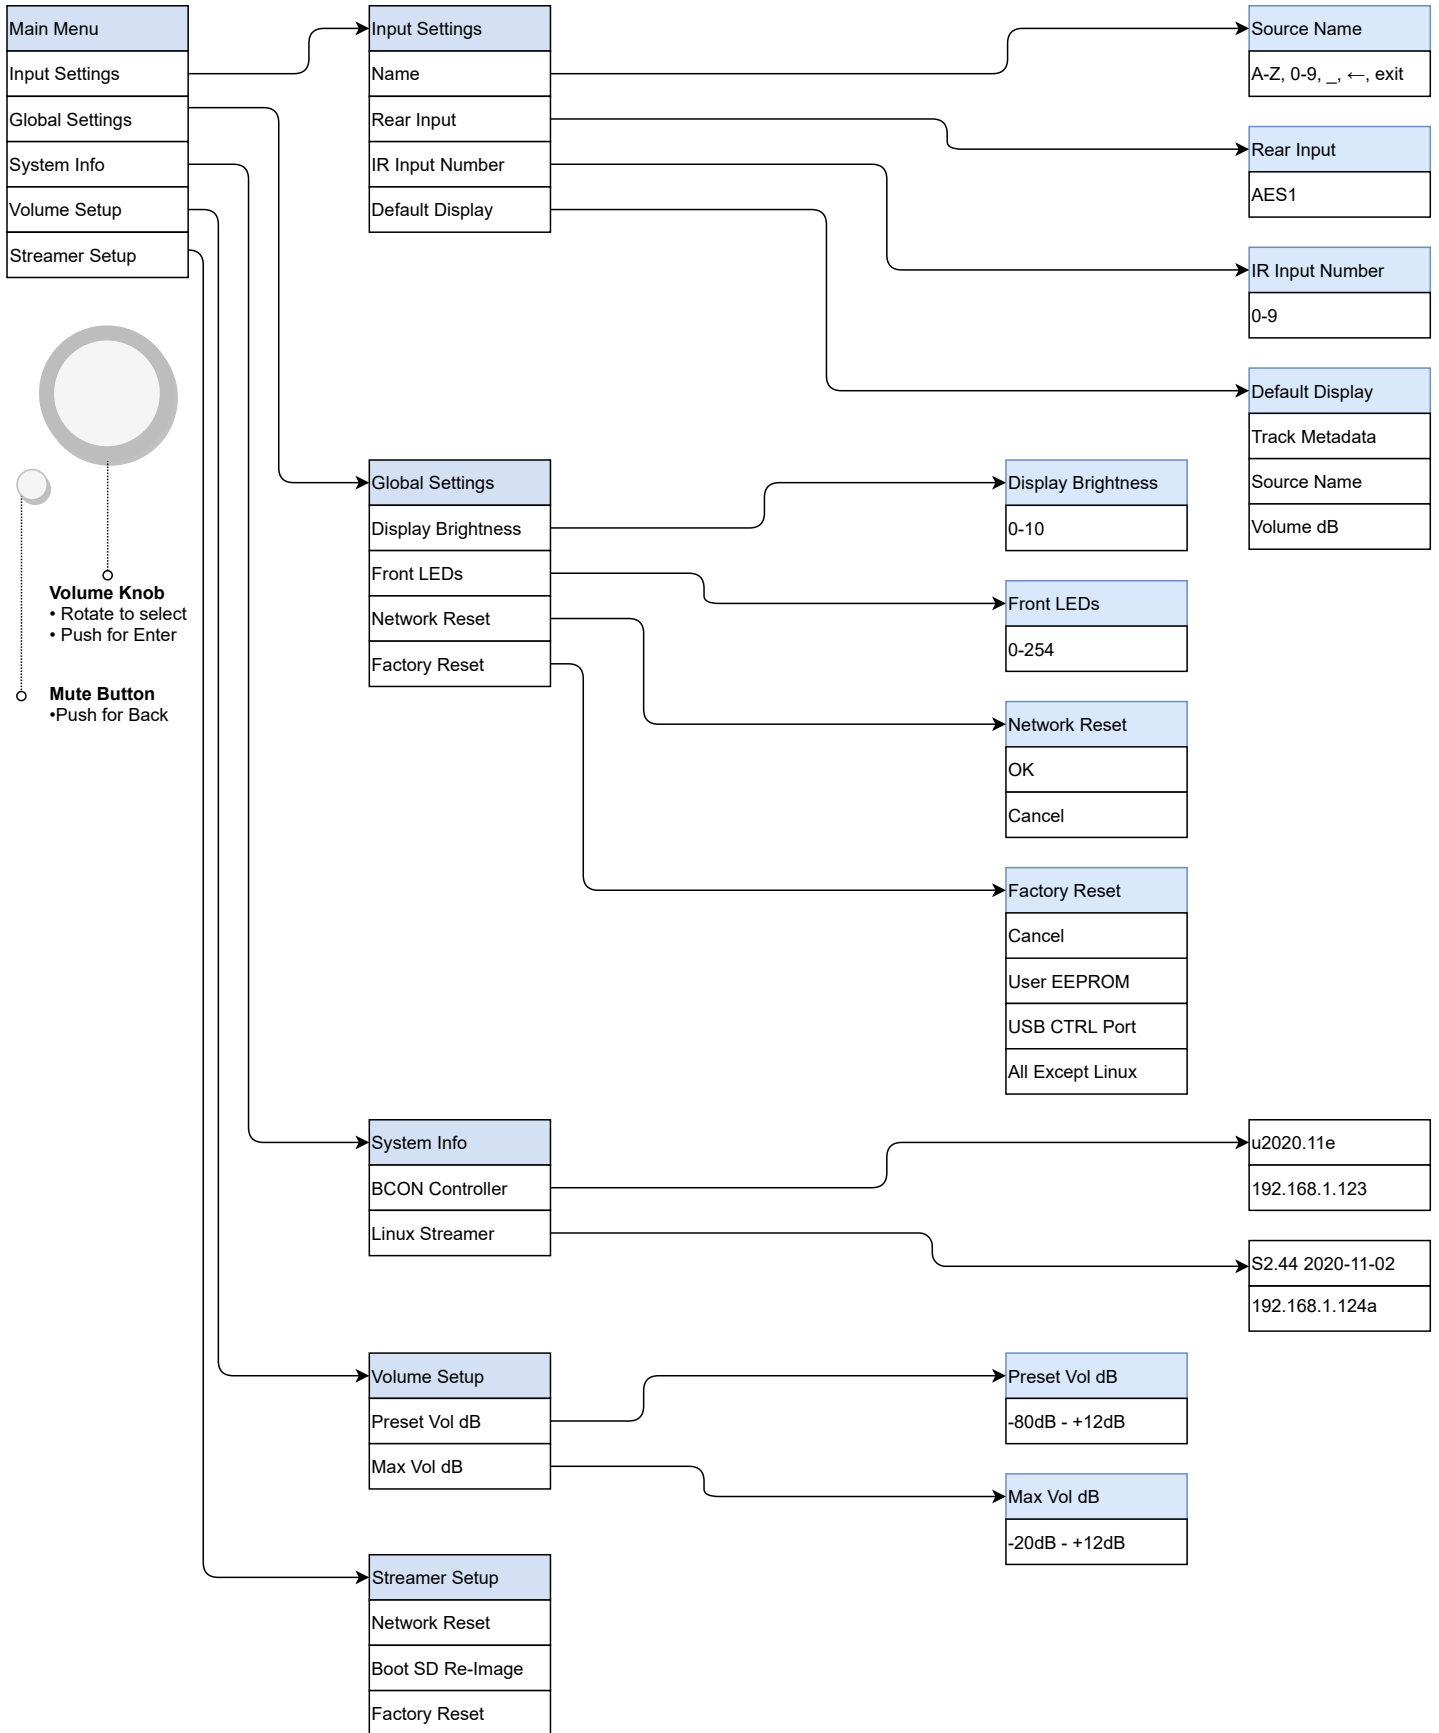 Main Menu
Input Settings
Global Settings
System Info
Volume Setup
Streamer Setup
Volume Knob
• Rotate to select
• Push for Enter
Mute Button
•Push for Back
Input Settings
Name
Rear Input
IR Input Number
Default Display
Source Name
A-Z, 0-9, _, ←, exit
Rear Input
AES1
IR Input Number
0-9
Default Display
Track Metadata
Source Name
Volume dB
Global Settings
Display Brightness
Front LEDs
Network Reset
Factory Reset
Display Brightness
0-10
Front LEDs
0-254
Network Reset
OK
Cancel
Factory Reset
Cancel
User EEPROM
USB CTRL Port
All Except Linux
System Info
BCON Controller
Linux Streamer
u2020.11e
192.168.1.123
S2.44 2020-11-02
192.168.1.124a
Volume Setup
Preset Vol dB
Max Vol dB
Preset Vol dB
-80dB - +12dB
Max Vol dB
-20dB - +12dB
Streamer Setup
Network Reset
Boot SD Re-Image
Factory Reset